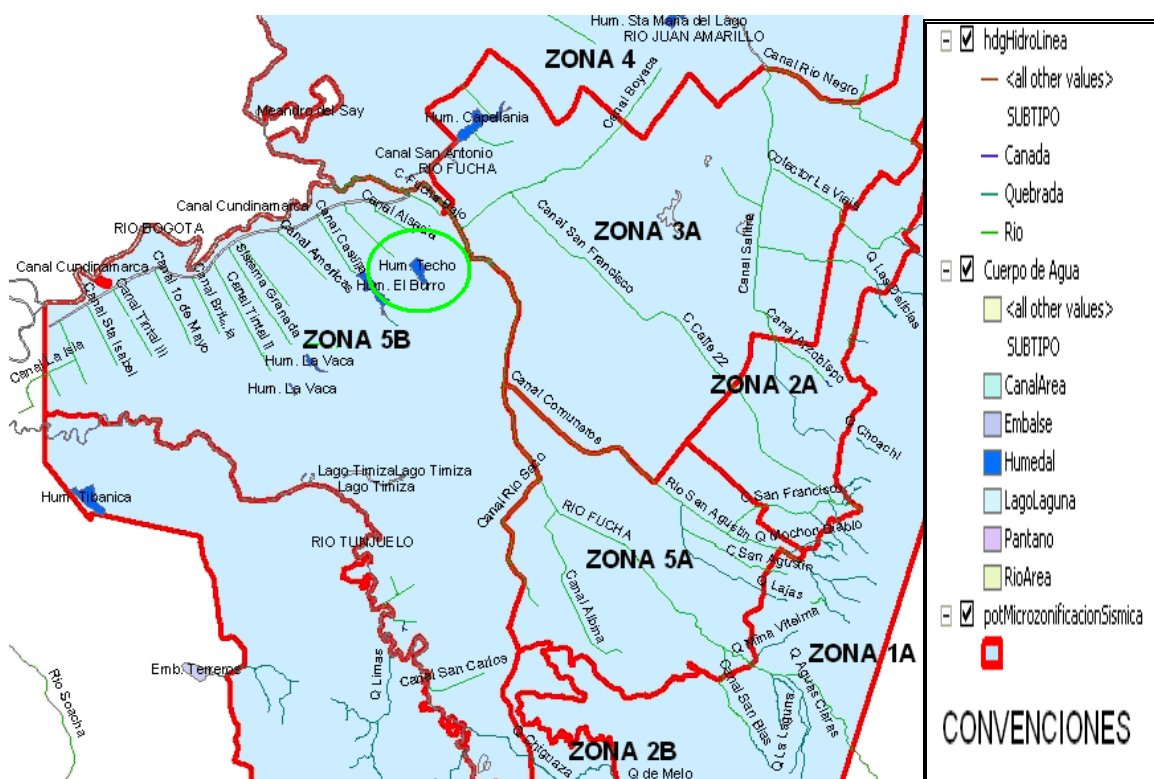 Hum. Sta Maria del Lago
RIO JUAN AMARILLO
ZONA 4
Canal Boyaca
Canal Rio Negro
Meandro del Say
Hum. Capellania
Canal San Antonio
RIO FUCHA
C. Fucha Bajo
Colector La Vieja
Canal Cundinamarca
Canal Alsacia
RIO BOGOTA
Canal San Francisco
ZONA 3A
Canal Salitre
Canal Cundinamarca
Canal Castilla
Canal Americas
Hum. Techo
Hum. El Burro
Q Las Delicias
Sistema Granada
Canal Tintal II
Canal 1o de Mayo
Canal Tintal III
Canal Sta Isabel
ZONA 5B
Canal La Isla
Hum. La Vaca
Hum. La Vaca
C Calle 22
Canal Arzobispo
ZONA 2A
Canal Comuneros
Q Choachi
Lago Timiza
Lago Timiza
Lago Timiza
Hum. Tibanica
Canal Rio Seco
Rio San Agustin
C San Francisco
RIO FUCHA
Q Mochon Diablo
RIO TUNJUELO
ZONA 5A
C San Agustin
Q Lajas
Canal Albina
Q Mina Vitelma
ZONA 1A
Emb. Terreros
Q Limas
Canal San Carlos
Rio Soacha
Canal San Blas
Q La Laguna
Q Aguas Claras
Q Chiguaza
ZONA 2B
Q de Melo
hdgHidroLinea
<all other values>
SUBTIPO
Canada
Quebrada
Rio
Cuerpo de Agua
<all other values>
SUBTIPO
CanalArea
Embalse
Humedal
LagoLaguna
Pantano
RioArea
potMicrozonificacionSismica
CONVENCIONES